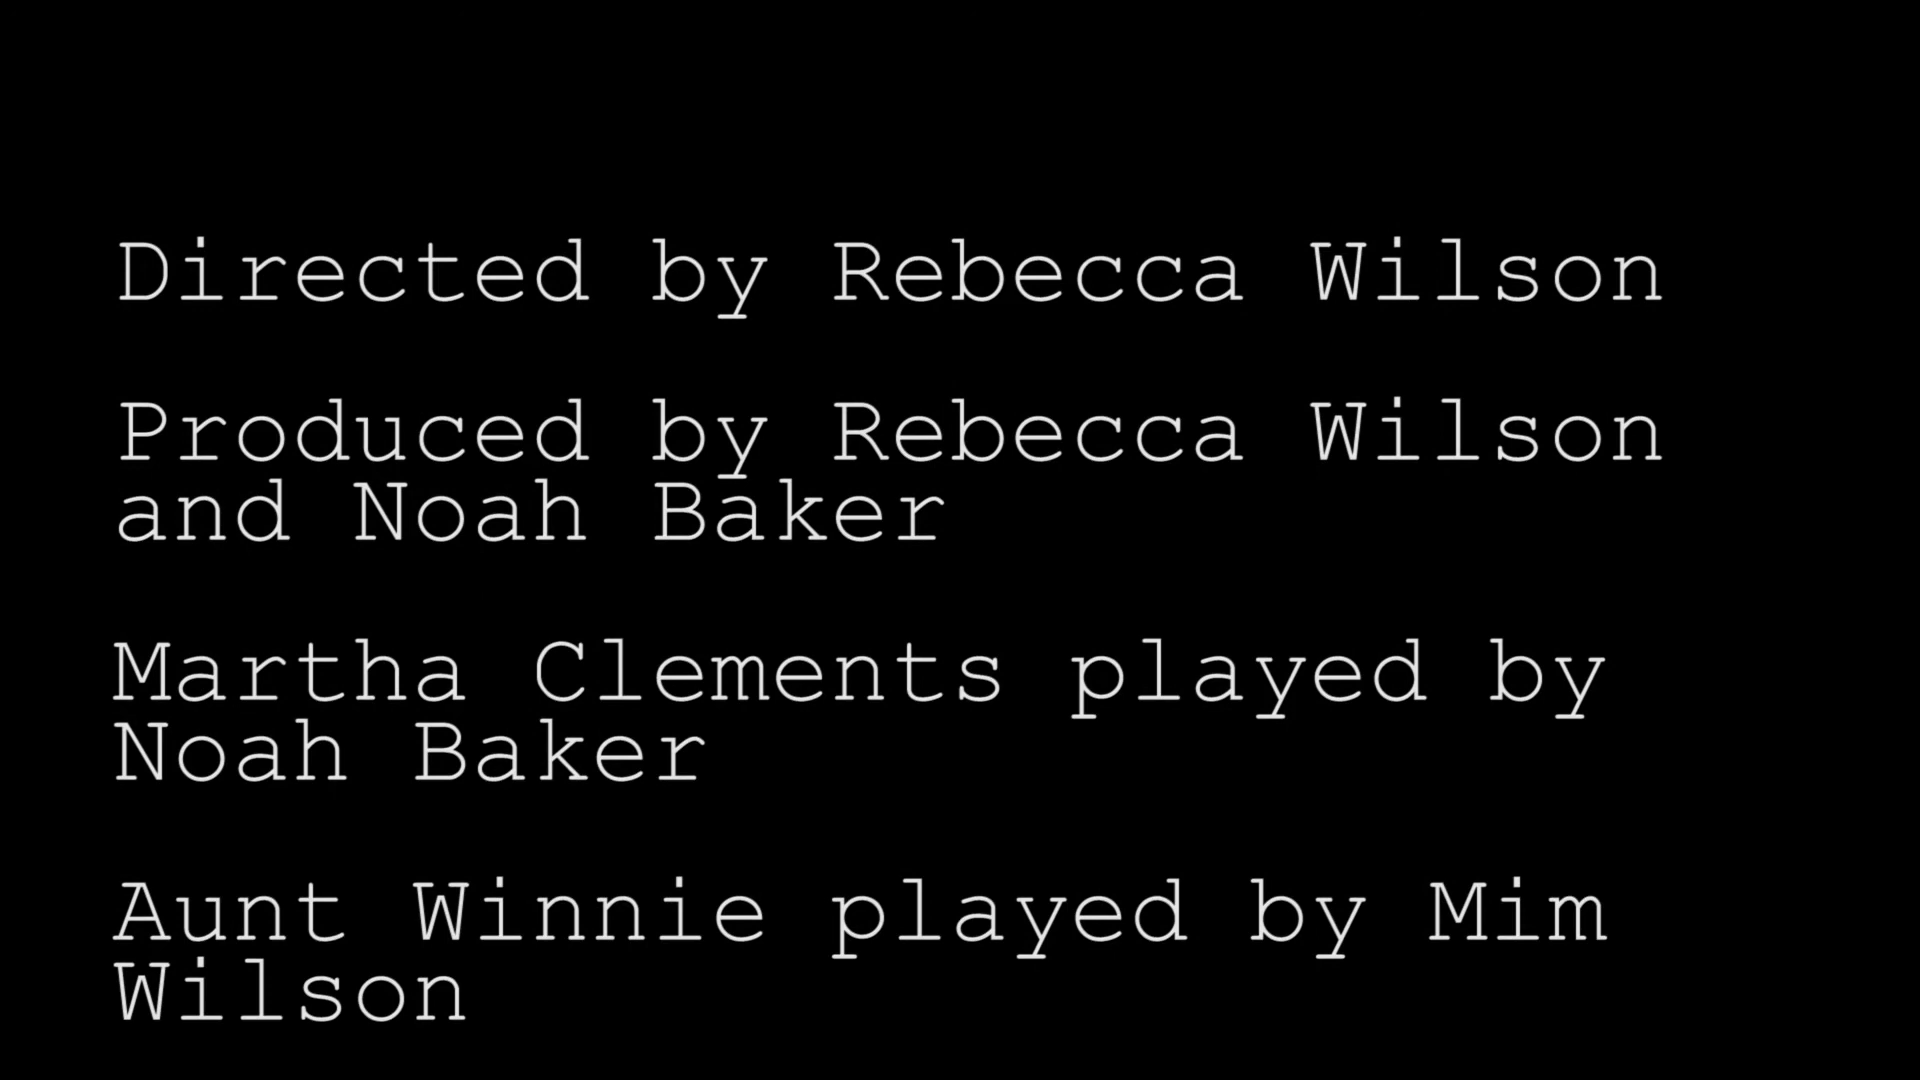 Directed by Rebecca Wilson
Produced by Rebecca Wilson
and Noah Baker
Martha Clements played by
Noah Baker
Aunt Winnie played by Mim
Wilson